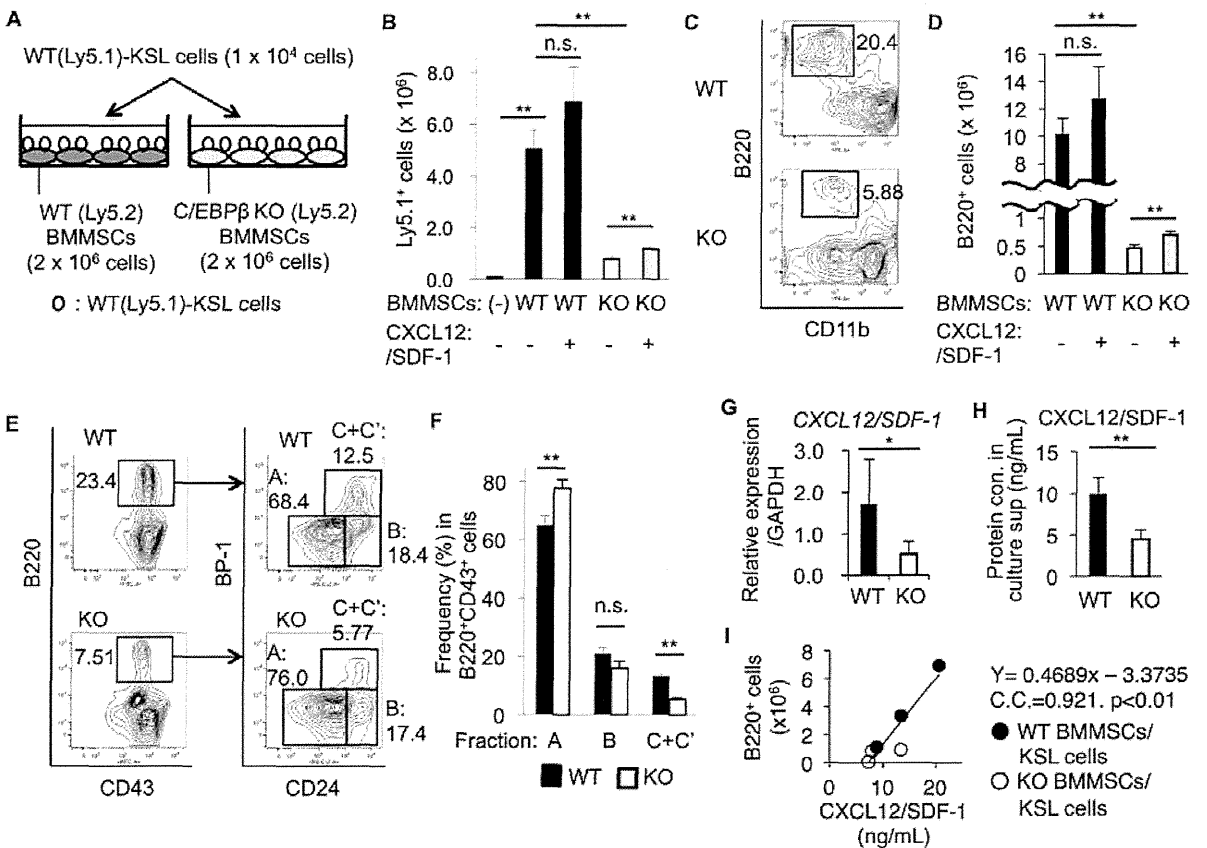 A
WT(Ly5.1)-KSL cells (1 x 10⁴ cells)
WT (Ly5.2)
BMMSCs
(2 x 10⁶ cells)
C/EBPβ KO (Ly5.2)
BMMSCs
(2 x 10⁶ cells)
O : WT(Ly5.1)-KSL cells
B
**
n.s.
**
**
Ly5.1⁺ cells (x 10⁶)
8.0
6.0
4.0
2.0
0.0
BMMSCs: (-) WT WT KO KO
CXCL12: /SDF-1
- - + - +
C
WT
20.4
KO
5.88
B220
CD11b
D
**
n.s.
**
B220⁺ cells (x 10⁶)
16
14
12
10
8
1
0.5
0
BMMSCs: WT WT KO KO
CXCL12: /SDF-1
- + - +
E
WT
23.4
KO
7.51
B220
CD43
WT
C+C':
12.5
A:
68.4
B:
18.4
KO
C+C':
5.77
A:
76.0
B:
17.4
BP-1
CD24
F
Frequency (%) in
B220⁺CD43⁺ cells
80
60
40
20
0
**
n.s.
**
Fraction: A B C+C'
WT KO
G
CXCL12/SDF-1
*
Relative expression
/GAPDH
3.0
2.0
1.0
0.0
WT KO
H
CXCL12/SDF-1
**
Protein con. in
culture sup (ng/mL)
15
10
5
0
WT KO
I
B220⁺ cells
(x10⁶)
8
6
4
2
0
0 10 20
CXCL12/SDF-1
(ng/mL)
Y= 0.4689x – 3.3735
C.C.=0.921. p<0.01
WT BMMSCs/
KSL cells
KO BMMSCs/
KSL cells